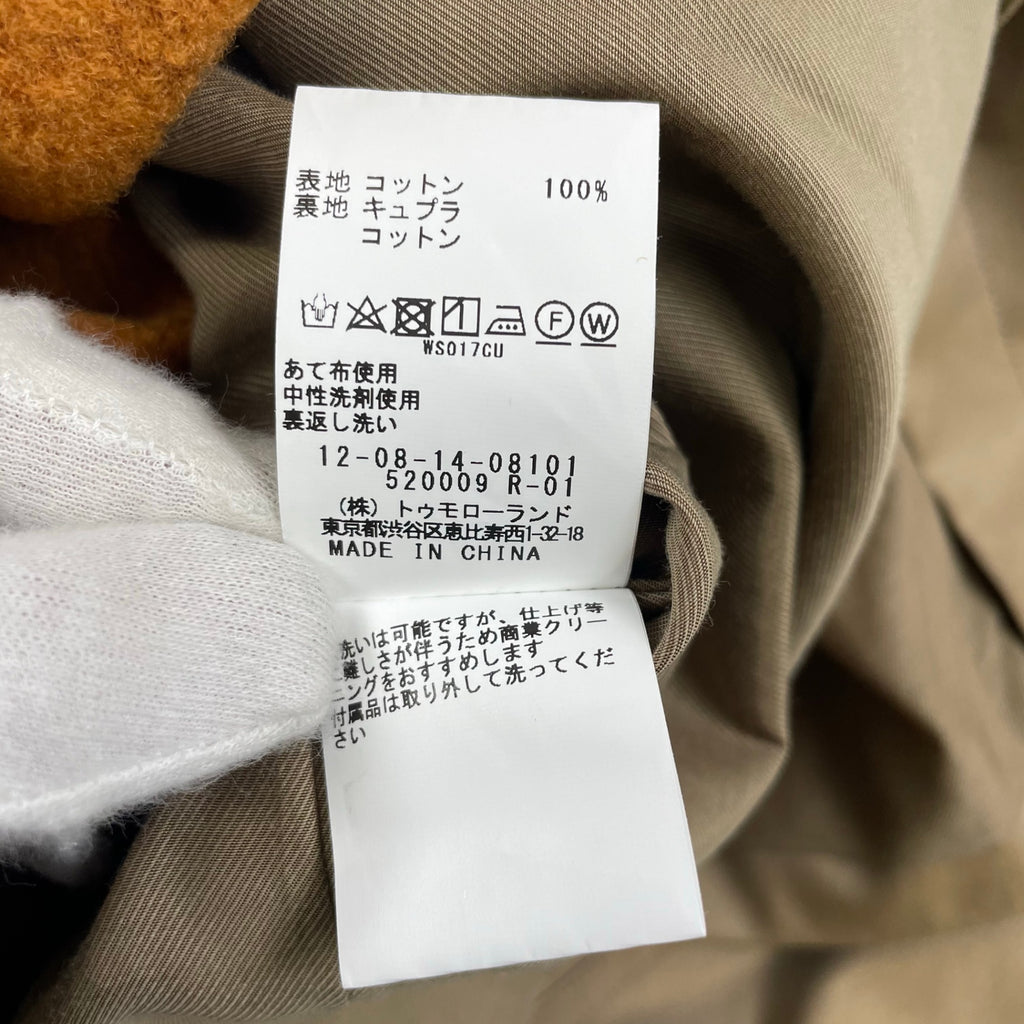 表地 コットン 100%
裏地 キュプラ
コットン
F W
WS017CU
あて布使用
中性洗剤使用
裏返し洗い
12-08-14-08101
520009 R-01
(株) トゥモローランド
東京都渋谷区恵比寿西1-32-18
MADE IN CHINA
洗いは可能ですが、仕上げ等
難しさが伴うため商業クリー
ニングをおすすめします
付属品は取り外して洗ってくだ
さい